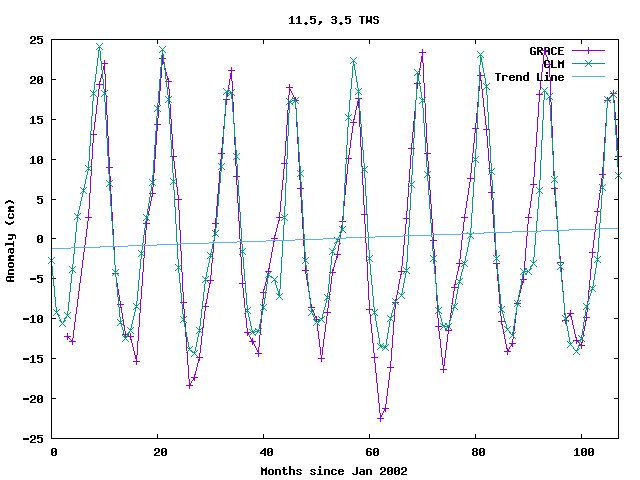 11.5, 3.5 TWS
GRACE
CLM
Trend Line
25
20
15
10
5
0
-5
-10
-15
-20
-25
Anomaly (cm)
0 20 40 60 80 100
Months since Jan 2002